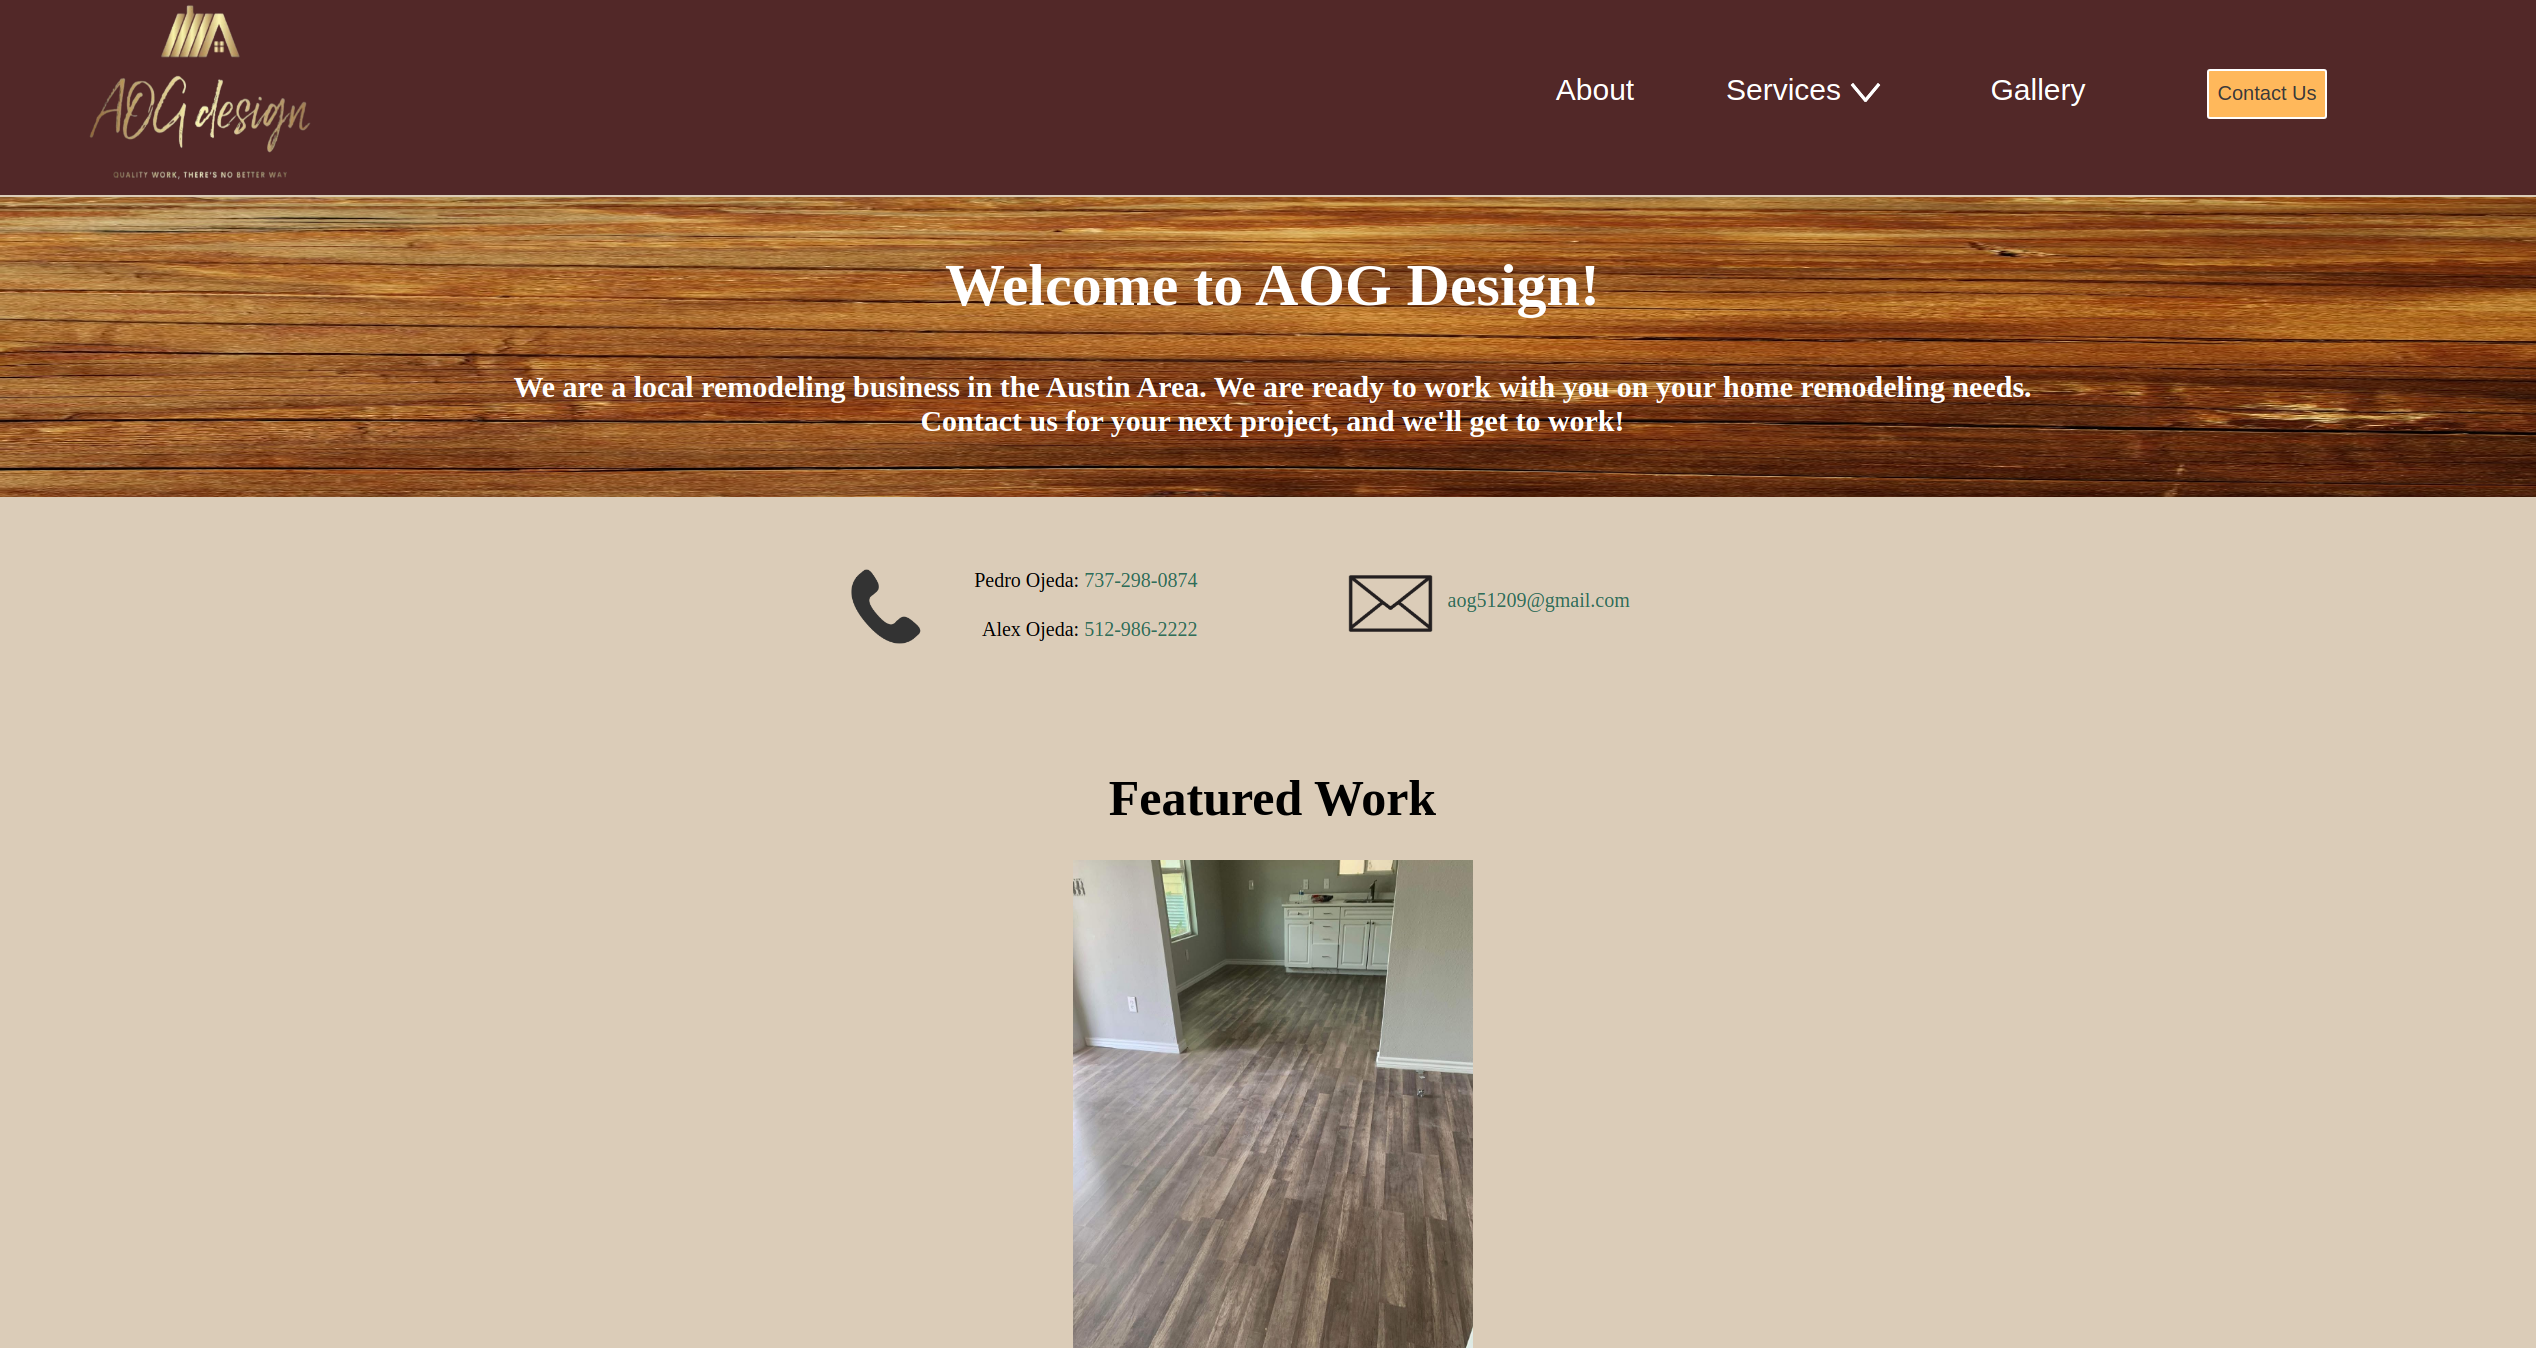 AOG design
QUALITY WORK, THERE'S NO BETTER WAY
About
Services
Gallery
Contact Us
Welcome to AOG Design!
We are a local remodeling business in the Austin Area. We are ready to work with you on your home remodeling needs.
Contact us for your next project, and we'll get to work!
Pedro Ojeda: 737-298-0874
Alex Ojeda: 512-986-2222
aog51209@gmail.com
Featured Work